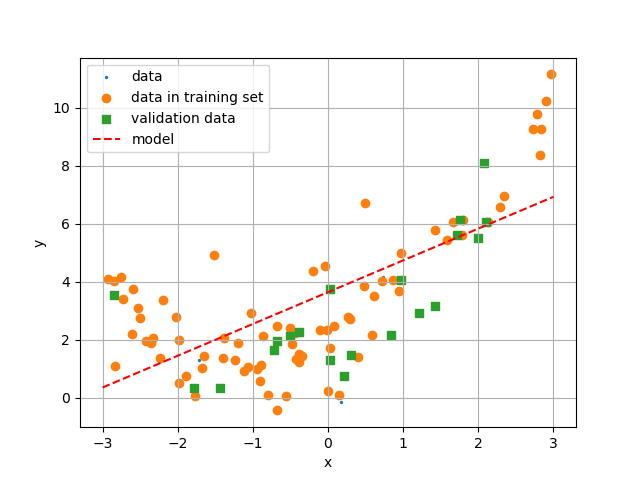 data
data in training set
validation data
model
10
8
6
4
2
0
y
−3
−2
−1
0
1
2
3
x